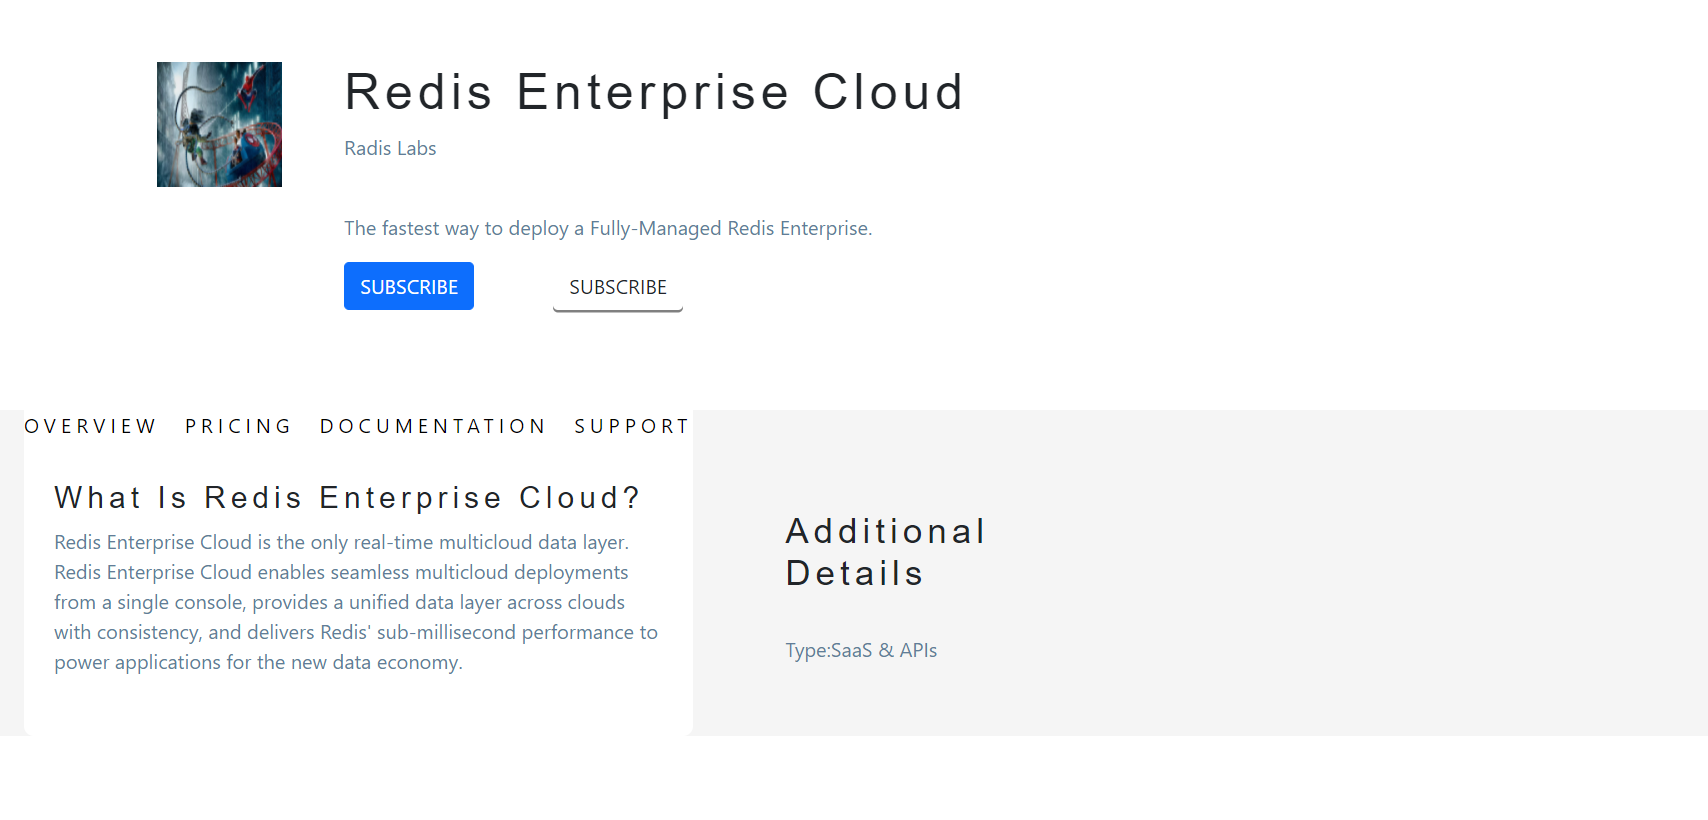 Redis Enterprise Cloud
Radis Labs
The fastest way to deploy a Fully-Managed Redis Enterprise.
SUBSCRIBE SUBSCRIBE
OVERVIEW PRICING DOCUMENTATION SUPPORT
What Is Redis Enterprise Cloud?
Redis Enterprise Cloud is the only real-time multicloud data layer.
Redis Enterprise Cloud enables seamless multicloud deployments
from a single console, provides a unified data layer across clouds
with consistency, and delivers Redis' sub-millisecond performance to
power applications for the new data economy.
Additional
Details
Type:SaaS & APIs